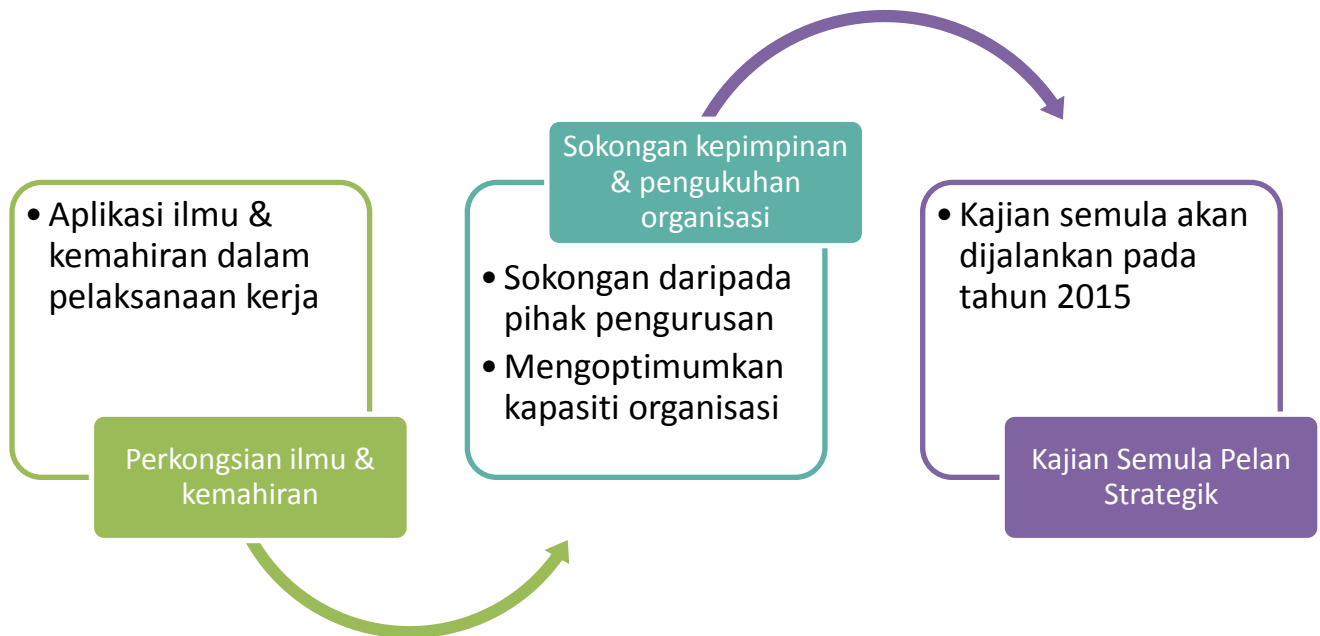 • Aplikasi ilmu &
kemahiran dalam
pelaksanaan kerja
Perkongsian ilmu &
kemahiran
Sokongan kepimpinan
& pengukuhan
organisasi
• Sokongan daripada
pihak pengurusan
• Mengoptimumkan
kapasiti organisasi
• Kajian semula akan
dijalankan pada
tahun 2015
Kajian Semula Pelan
Strategik